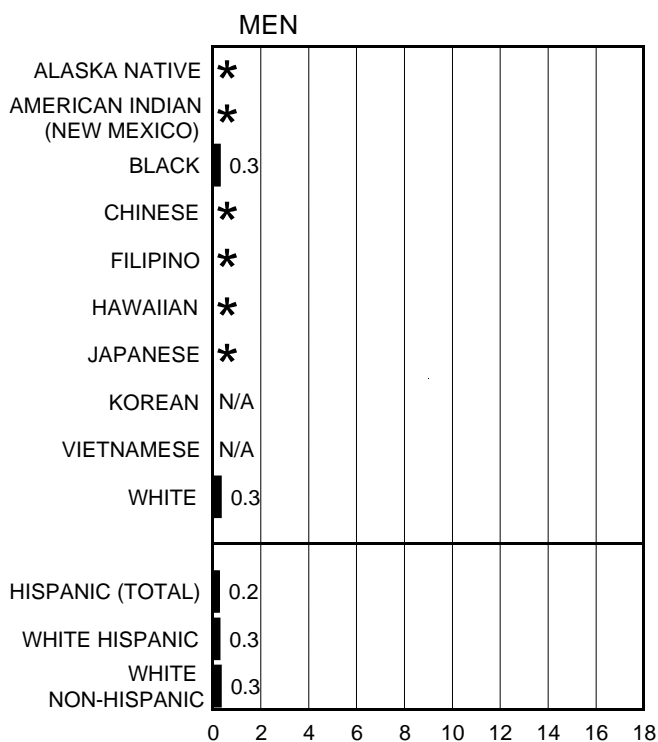 MEN
ALASKA NATIVE *
AMERICAN INDIAN
(NEW MEXICO) *
BLACK 0.3
CHINESE *
FILIPINO *
HAWAIIAN *
JAPANESE *
KOREAN N/A
VIETNAMESE N/A
WHITE 0.3
HISPANIC (TOTAL) 0.2
WHITE HISPANIC 0.3
WHITE
NON-HISPANIC 0.3
0 2 4 6 8 10 12 14 16 18